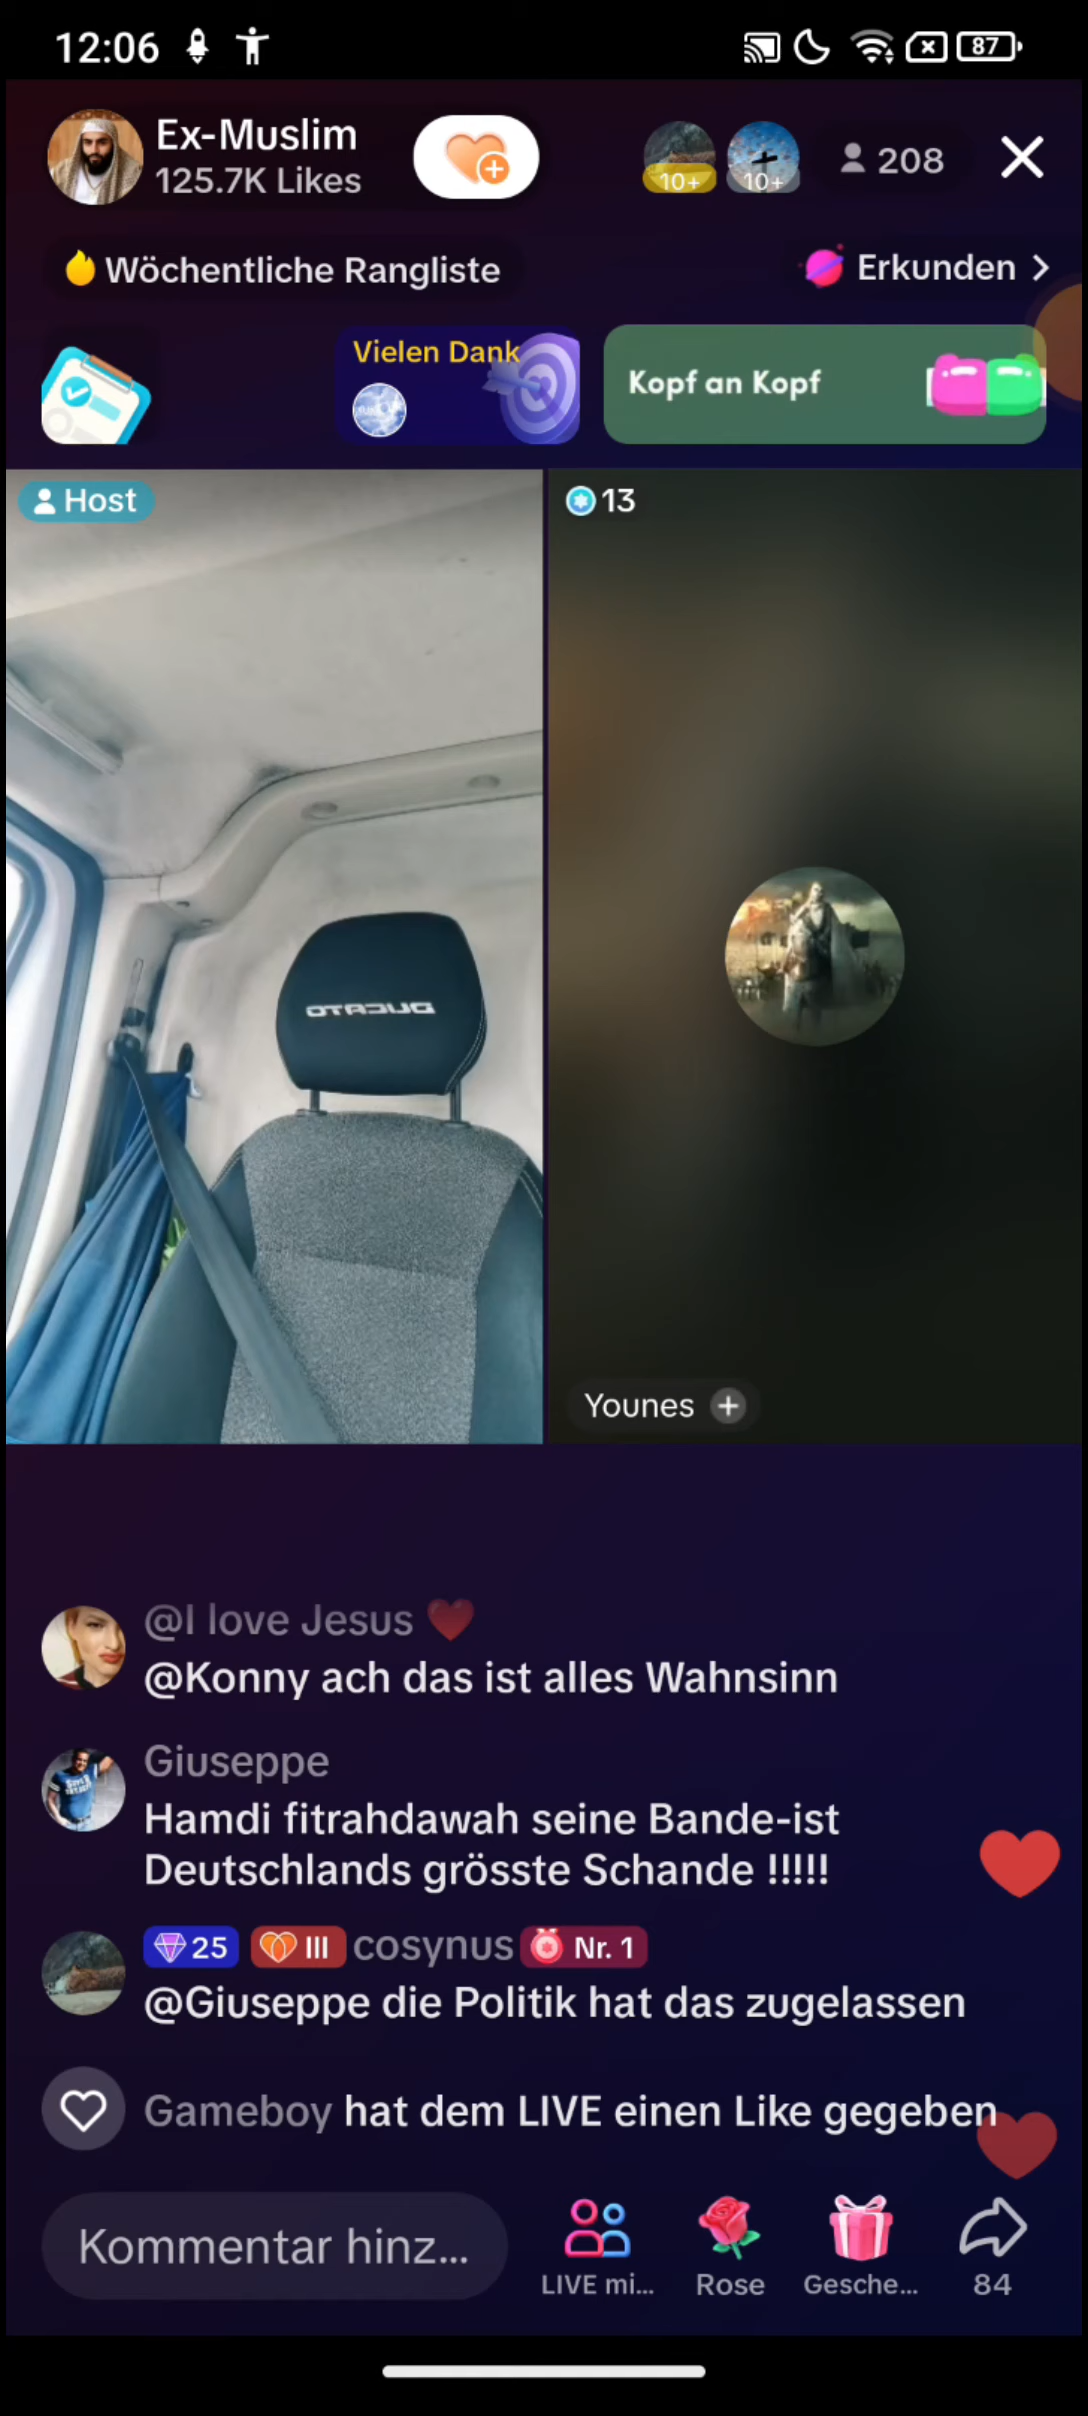 12:06
87
Ex-Muslim
125.7K Likes
10+
10+
208
Wöchentliche Rangliste
Erkunden
Vielen Dank
Kopf an Kopf
Host
13
DUCATO
Younes
@I love Jesus ❤️
@Konny ach das ist alles Wahnsinn
Giuseppe
Hamdi fitrahdawah seine Bande-ist
Deutschlands grösste Schande !!!!!
25 III cosynus Nr. 1
@Giuseppe die Politik hat das zugelassen
Gameboy hat dem LIVE einen Like gegeben
Kommentar hinz...
LIVE mi...
Rose
Gesche...
84